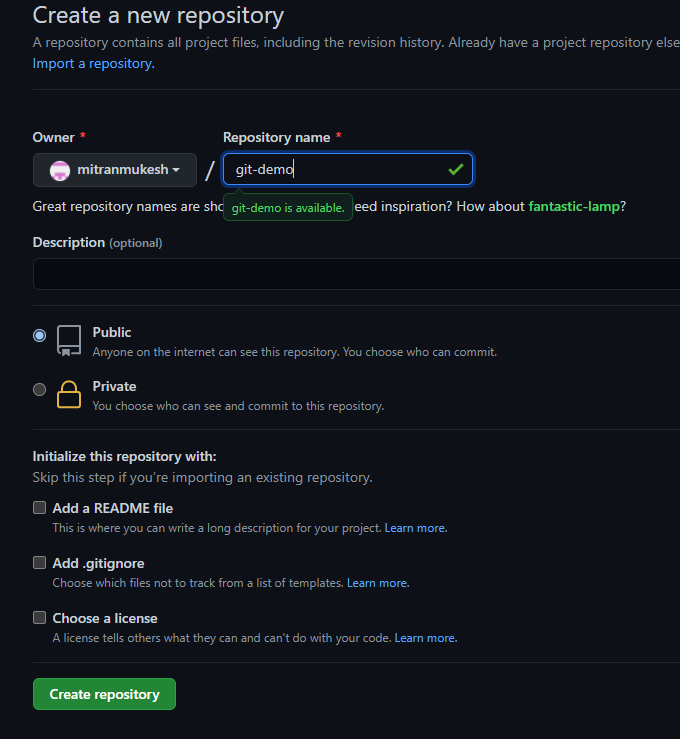 Create a new repository
A repository contains all project files, including the revision history. Already have a project repository else
Import a repository.
Owner * Repository name *
mitranmukesh / git-demo
Great repository names are sho eed inspiration? How about fantastic-lamp?
git-demo is available.
Description (optional)
Public
Anyone on the internet can see this repository. You choose who can commit.
Private
You choose who can see and commit to this repository.
Initialize this repository with:
Skip this step if you're importing an existing repository.
Add a README file
This is where you can write a long description for your project. Learn more.
Add .gitignore
Choose which files not to track from a list of templates. Learn more.
Choose a license
A license tells others what they can and can't do with your code. Learn more.
Create repository